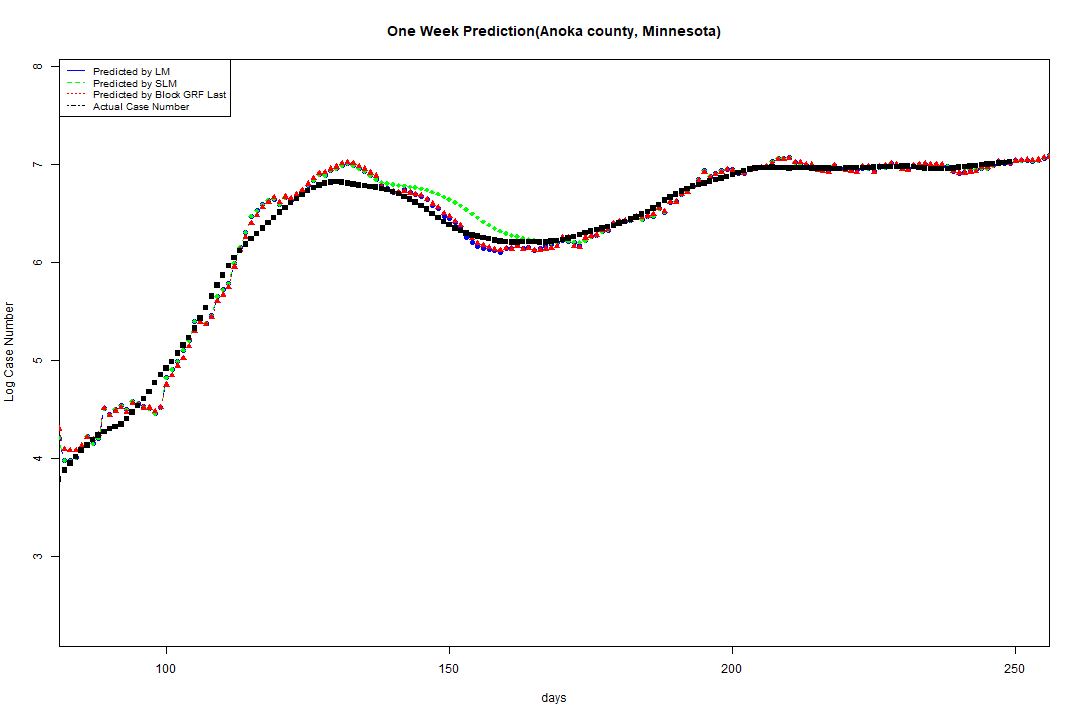 One Week Prediction(Anoka county, Minnesota)
Predicted by LM
Predicted by SLM
Predicted by Block GRF Last
Actual Case Number
8
7
6
5
4
3
Log Case Number
100 150 200 250
days